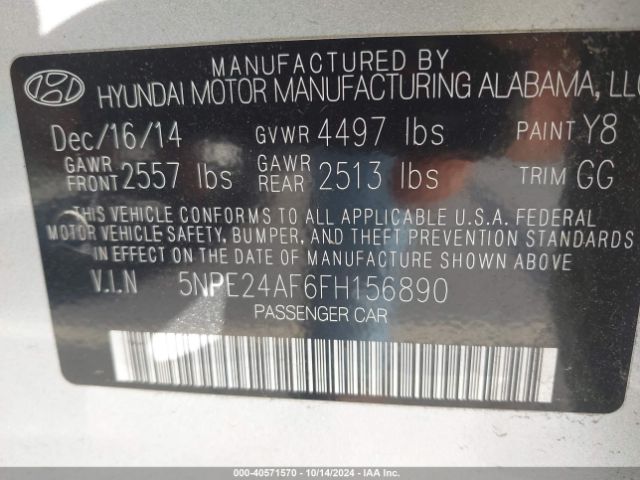 MANUFACTURED BY
HYUNDAI MOTOR MANUFACTURING ALABAMA, LLC
Dec/16/14 GVWR 4497 lbs PAINT Y8
GAWR FRONT 2557 lbs GAWR REAR 2513 lbs TRIM GG
THIS VEHICLE CONFORMS TO ALL APPLICABLE U.S.A. FEDERAL
MOTOR VEHICLE SAFETY, BUMPER, AND THEFT PREVENTION STANDARDS
IN EFFECT ON THE DATE OF MANUFACTURE SHOWN ABOVE
V.I.N 5NPE24AF6FH156890
PASSENGER CAR
000-40571570 | 10/14/2024 | IAA Inc.